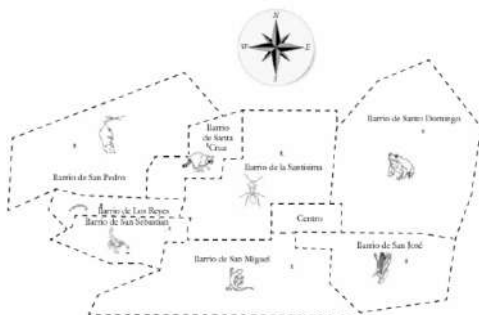 N
W
E
Barrio de Santa
Cruz
Barrio de Santo Domingo
Barrio de San Pedro
Barrio de la Santísima
Barrio de Los Reyes
Barrio de San Sebastián
Centro
Barrio de San José
Barrio de San Miguel